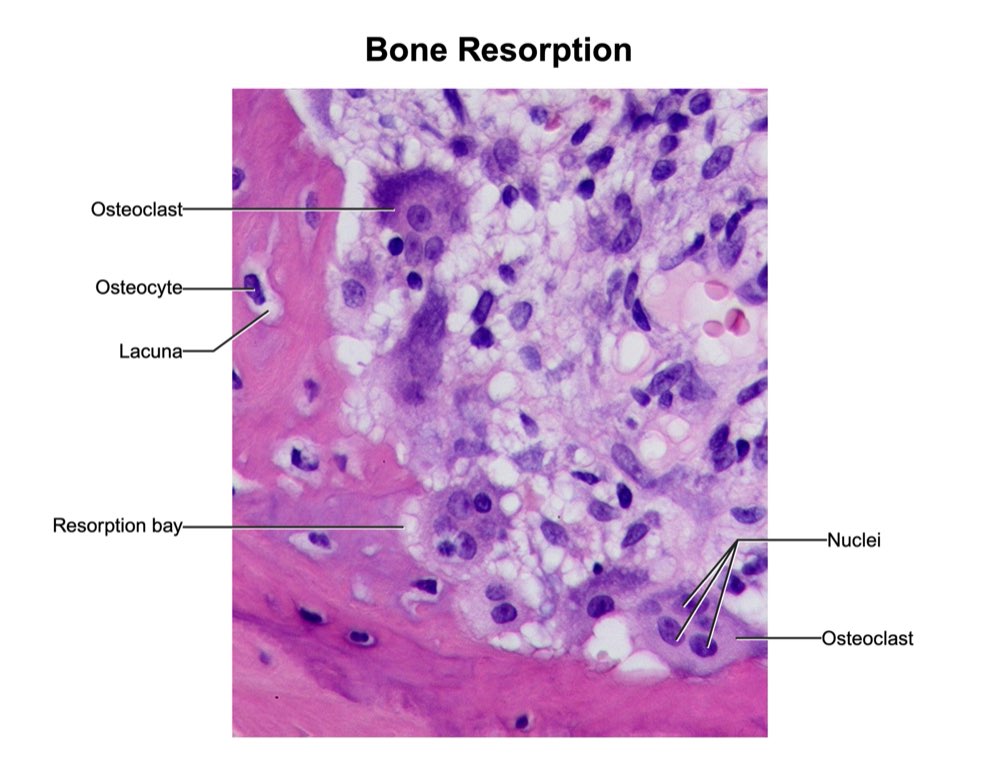 Bone Resorption
Osteoclast
Osteocyte
Lacuna
Resorption bay
Nuclei
Osteoclast